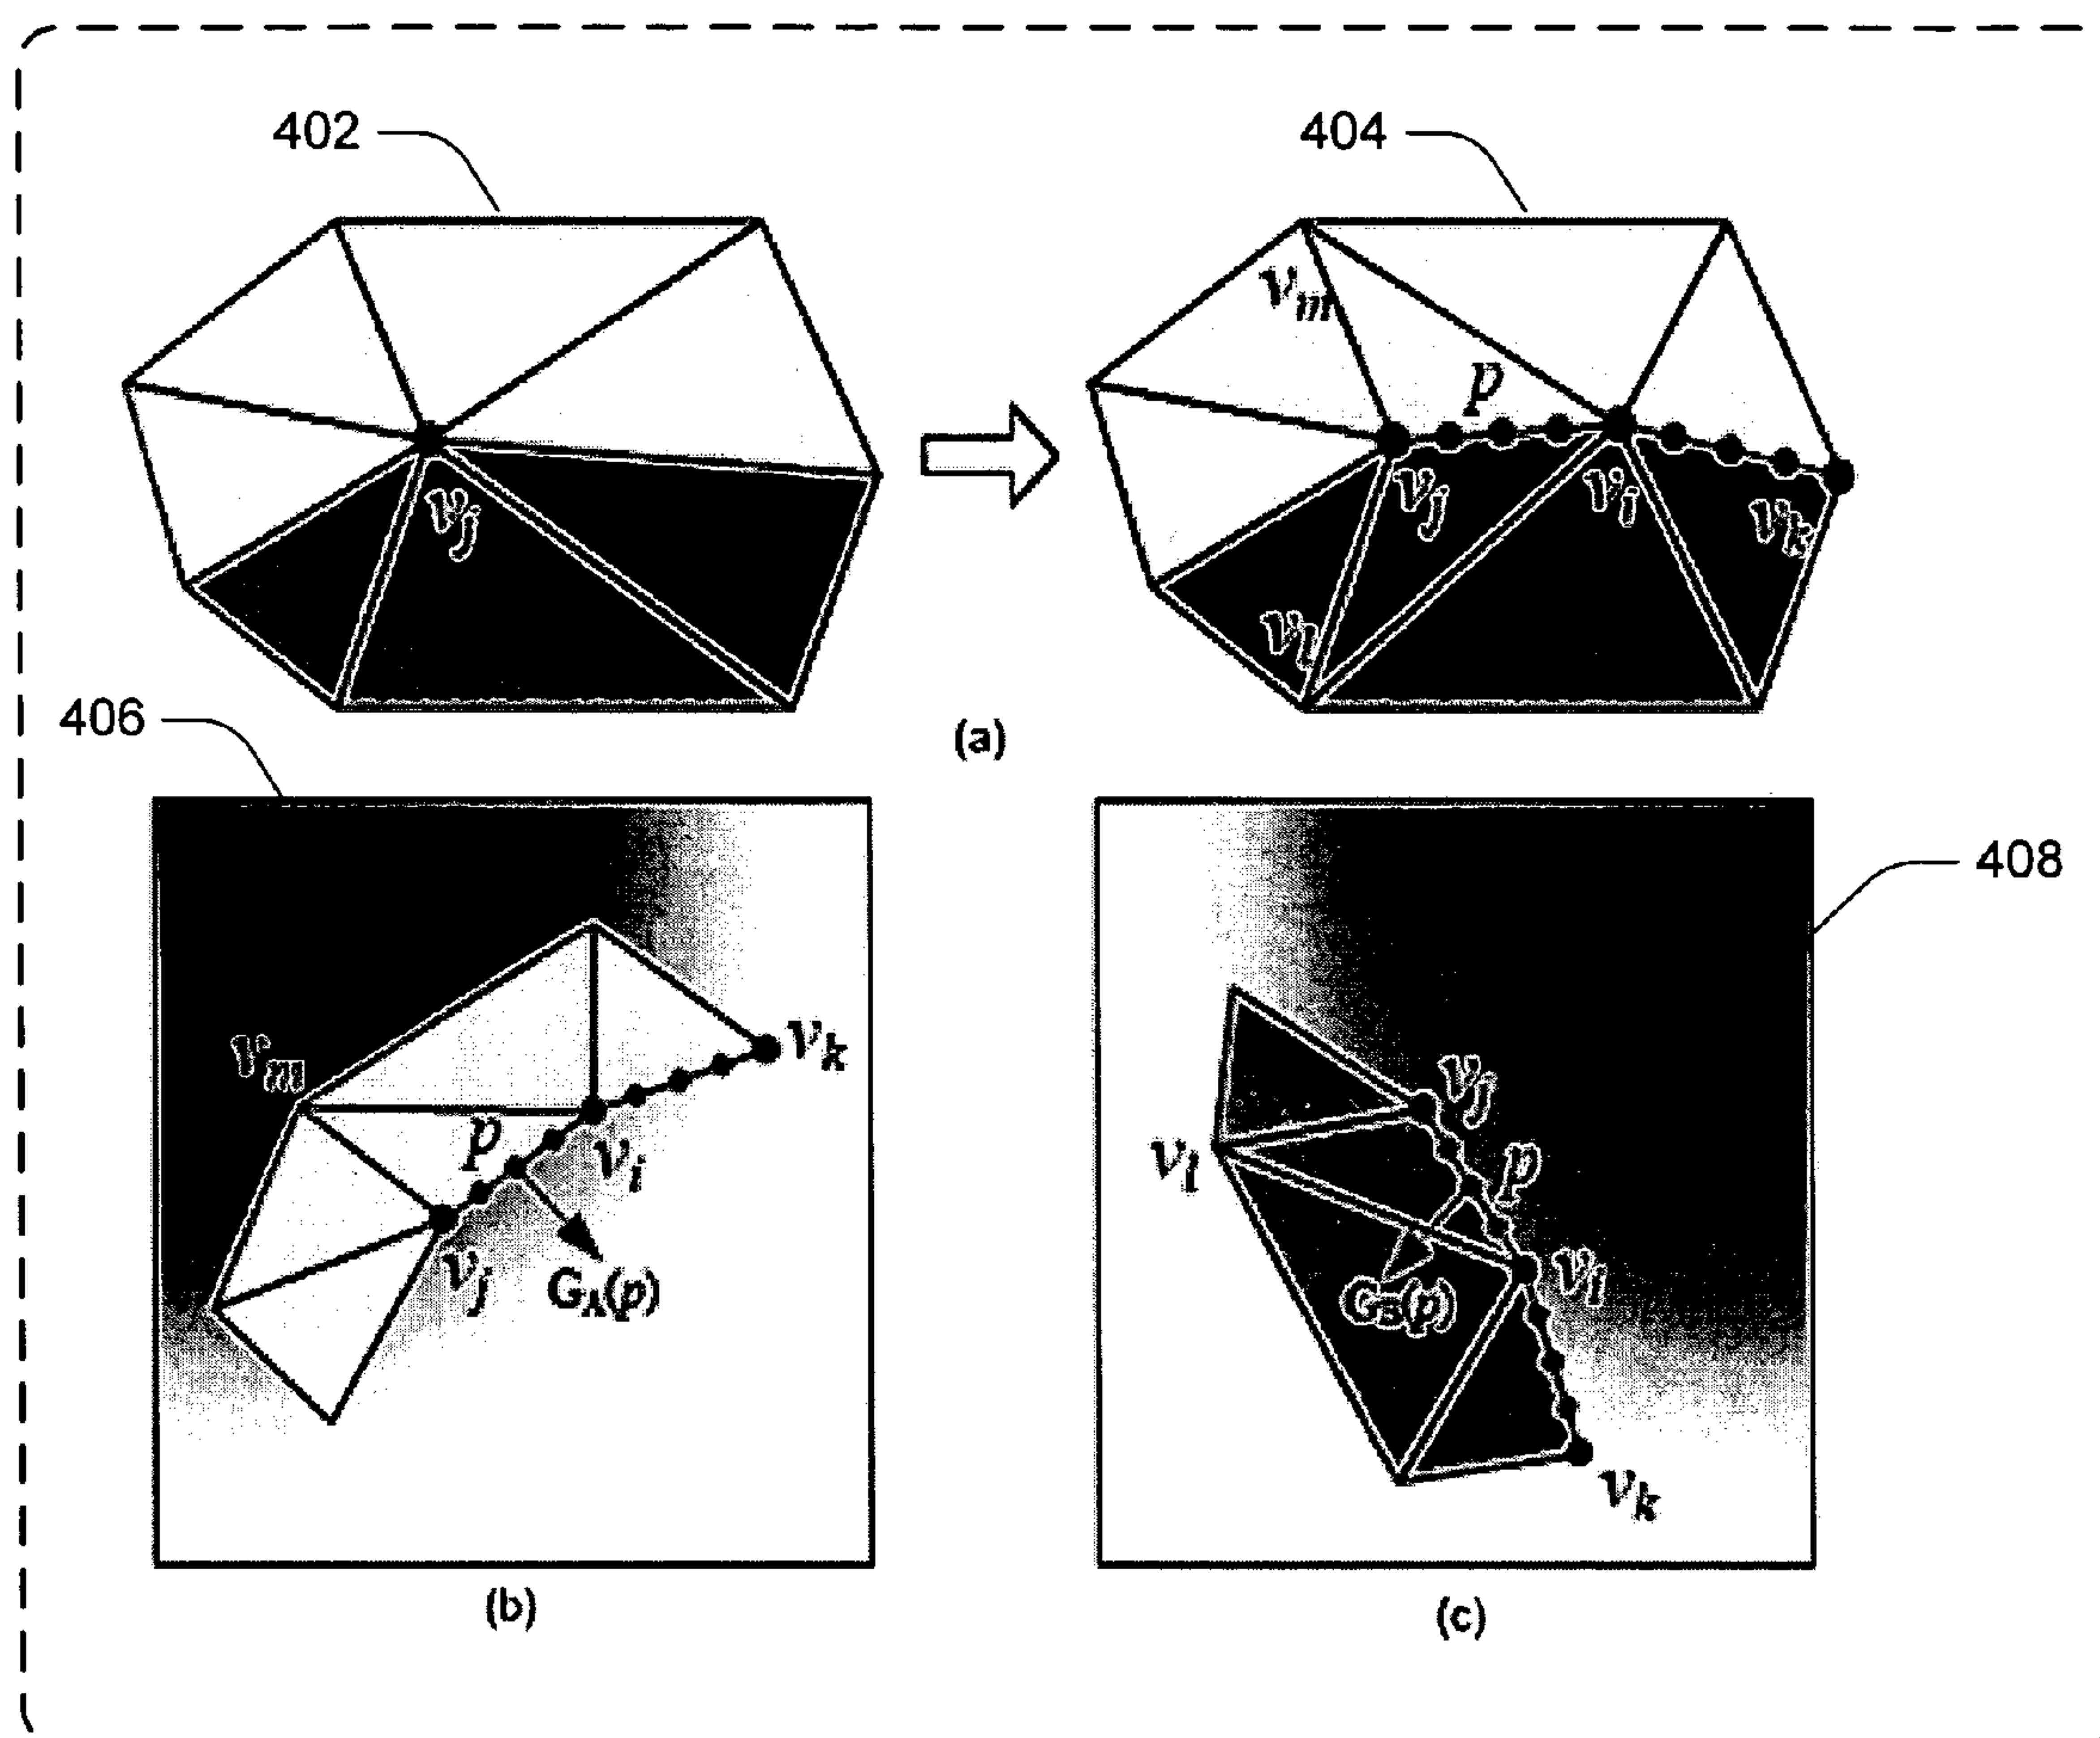 402
404
v_m
p
v_j
v_j
v_i
v_k
v_l
406
(a)
408
v_m
v_k
p
v_i
v_j
G_A(p)
v_j
v_l
p
v_i
G_B(p)
v_k
(b)
(c)